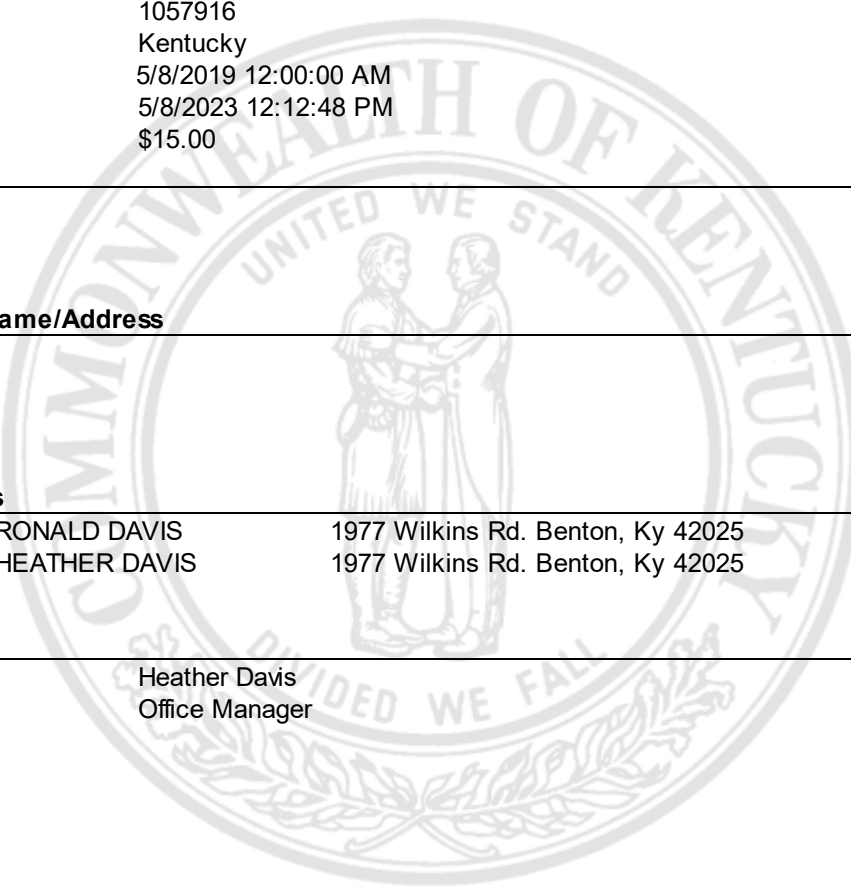 1057916
Kentucky
5/8/2019 12:00:00 AM
5/8/2023 12:12:48 PM
$15.00
COMMONWEALTH OF KENTUCKY
UNITED WE STAND
ame/Address
s
RONALD DAVIS 1977 Wilkins Rd. Benton, Ky 42025
HEATHER DAVIS 1977 Wilkins Rd. Benton, Ky 42025
DIVIDED WE FALL
Heather Davis
Office Manager